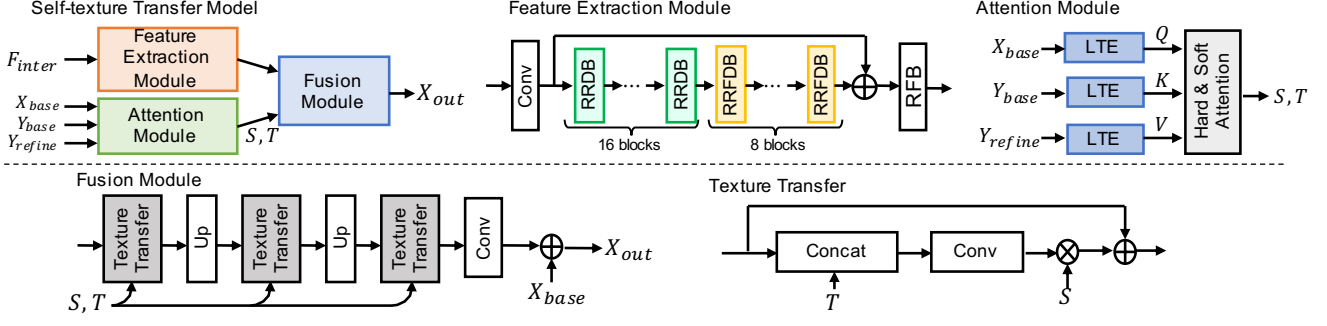 Self-texture Transfer Model
F_inter
Feature
Extraction
Module
X_base
Y_base
Y_refine
Attention
Module
S, T
Fusion
Module
X_out
Feature Extraction Module
Conv
RRDB
...
RRDB
RRFDB
...
RRFDB
RFB
16 blocks
8 blocks
Attention Module
X_base
LTE
Q
Y_base
LTE
K
Y_refine
LTE
V
Hard & Soft
Attention
S, T
Fusion Module
Texture
Transfer
Up
Texture
Transfer
Up
Texture
Transfer
Conv
X_out
X_base
S, T
Texture Transfer
Concat
Conv
T
S